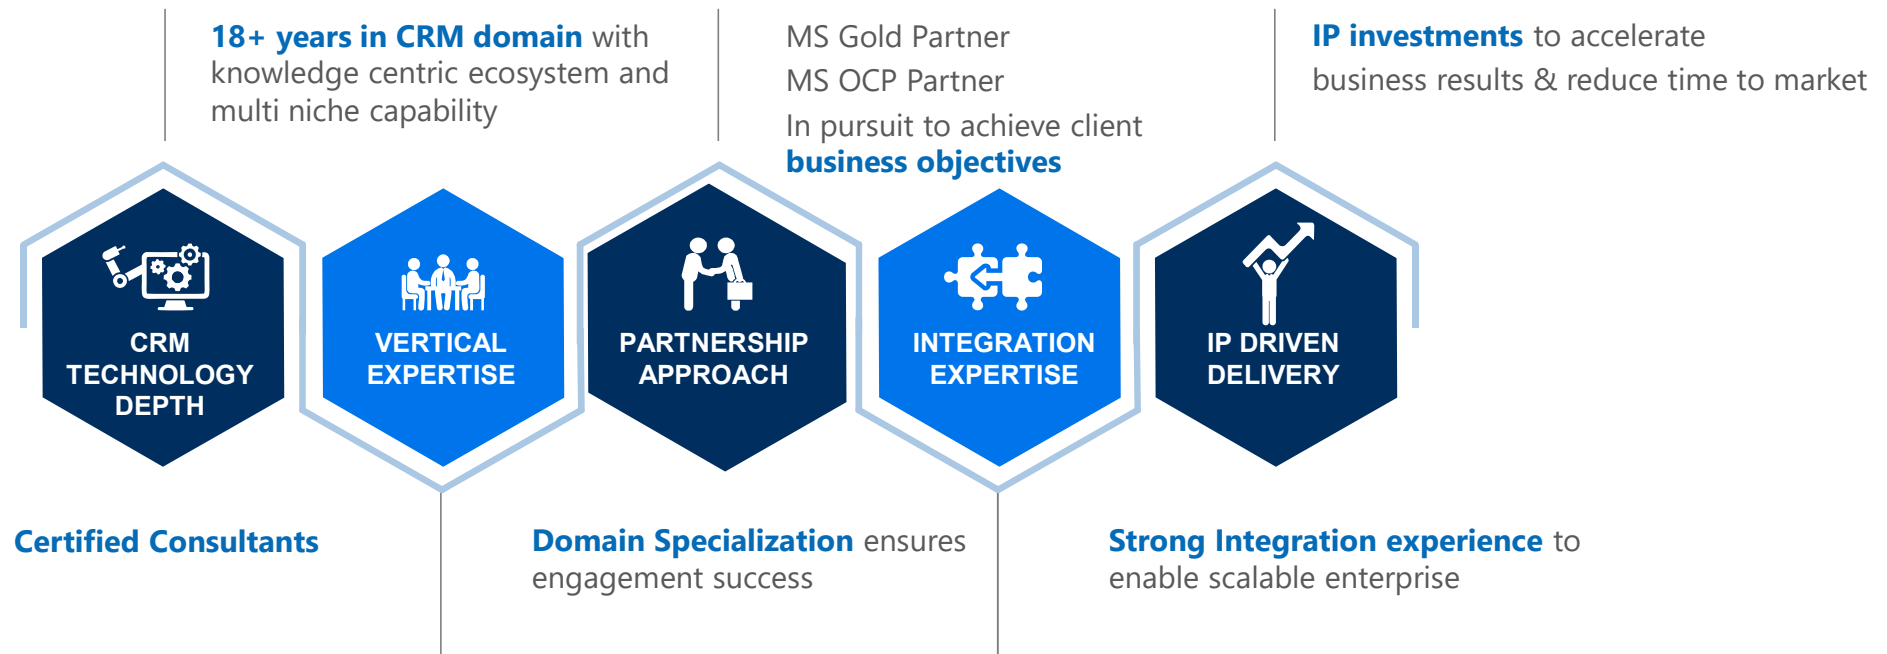 18+ years in CRM domain with
knowledge centric ecosystem and
multi niche capability
MS Gold Partner
MS OCP Partner
In pursuit to achieve client
business objectives
IP investments to accelerate
business results & reduce time to market
CRM
TECHNOLOGY
DEPTH
VERTICAL
EXPERTISE
PARTNERSHIP
APPROACH
INTEGRATION
EXPERTISE
IP DRIVEN
DELIVERY
Certified Consultants
Domain Specialization ensures
engagement success
Strong Integration experience to
enable scalable enterprise